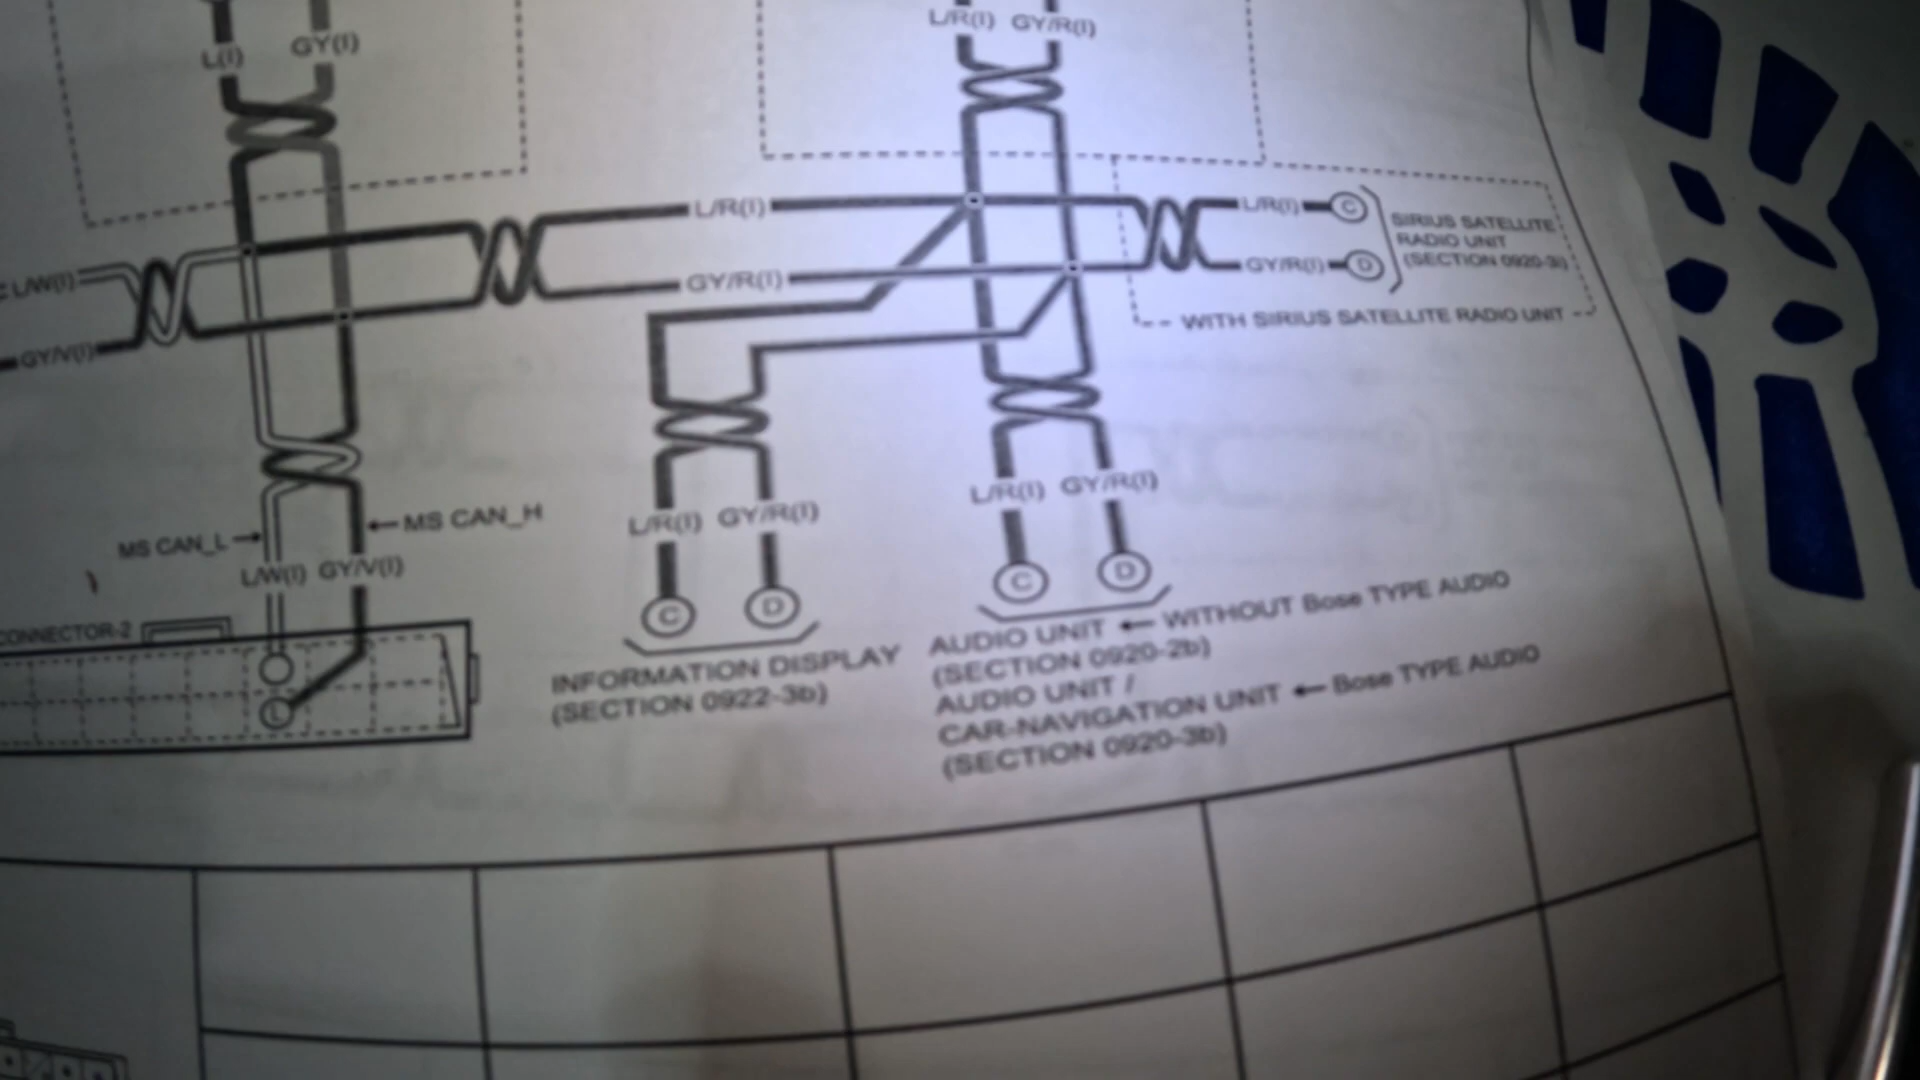 L/R(I) GY/R(I)
L(I) GY(I)
L/R(I) L/R(I) C
SIRIUS SATELLITE
RADIO UNIT
(SECTION 0920-3i)
GY/R(I) GY/R(I) D
L/W(I)
WITH SIRIUS SATELLITE RADIO UNIT
GY/V(I)
L/R(I) GY/R(I)
MS CAN_L MS CAN_H
L/R(I) GY/R(I)
L/W(I) GY/V(I)
C D
C D
CONNECTOR-2
L
INFORMATION DISPLAY
(SECTION 0922-3b)
AUDIO UNIT ← WITHOUT Bose TYPE AUDIO
(SECTION 0920-2b)
AUDIO UNIT /
CAR-NAVIGATION UNIT ← Bose TYPE AUDIO
(SECTION 0920-3b)